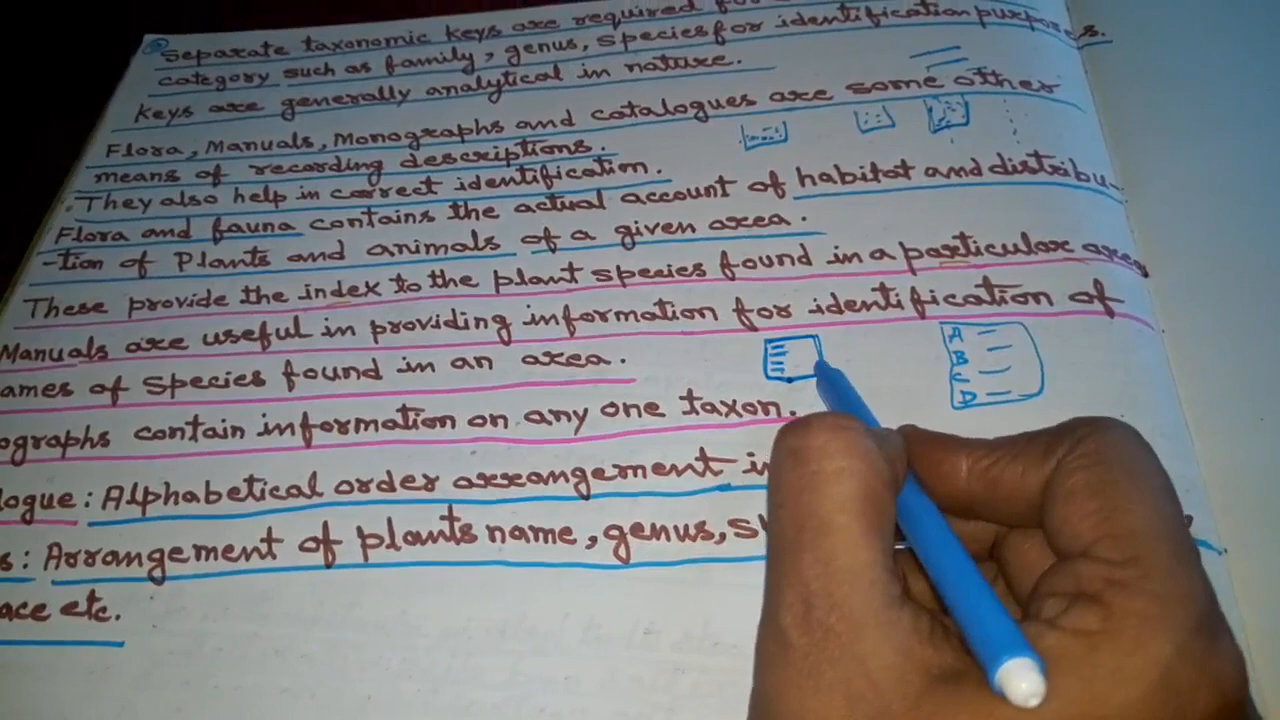 Separate taxonomic keys are required
category such as family, genus, species for identification purposes.
Keys are generally analytical in nature.
Flora, Manuals, Monographs and catalogues are some other
means of recording descriptions.
They also help in correct identification.
Flora and fauna contains the actual account of habitat and distribu-
-tion of Plants and animals of a given area.
These provide the index to the plant species found in a particular area
Manuals are useful in providing information for identification of
ames of species found in an area.
ographs contain information on any one taxon.
logue: Alphabetical order arrangement
s: Arrangement of plants name, genus,
ace etc.
A
B
C
D